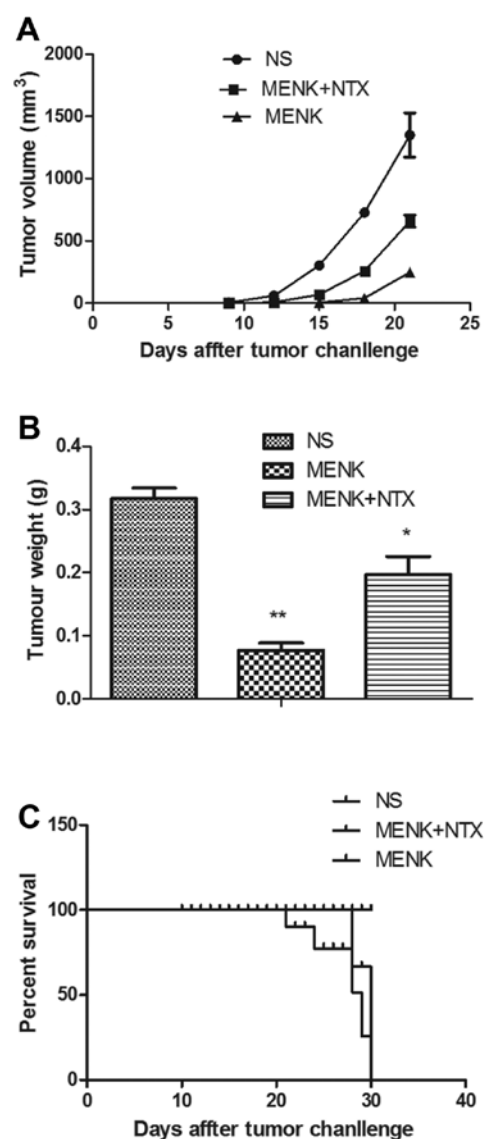 A
Tumor volume (mm3)
2000
1500
1000
500
0
NS
MENK+NTX
MENK
0 5 10 15 20 25
Days affter tumor chanllenge
B
Tumour weight (g)
0.4
0.3
0.2
0.1
0.0
NS
MENK
MENK+NTX
**
*
C
Percent survival
150
100
50
0
NS
MENK+NTX
MENK
0 10 20 30 40
Days affter tumor chanllenge